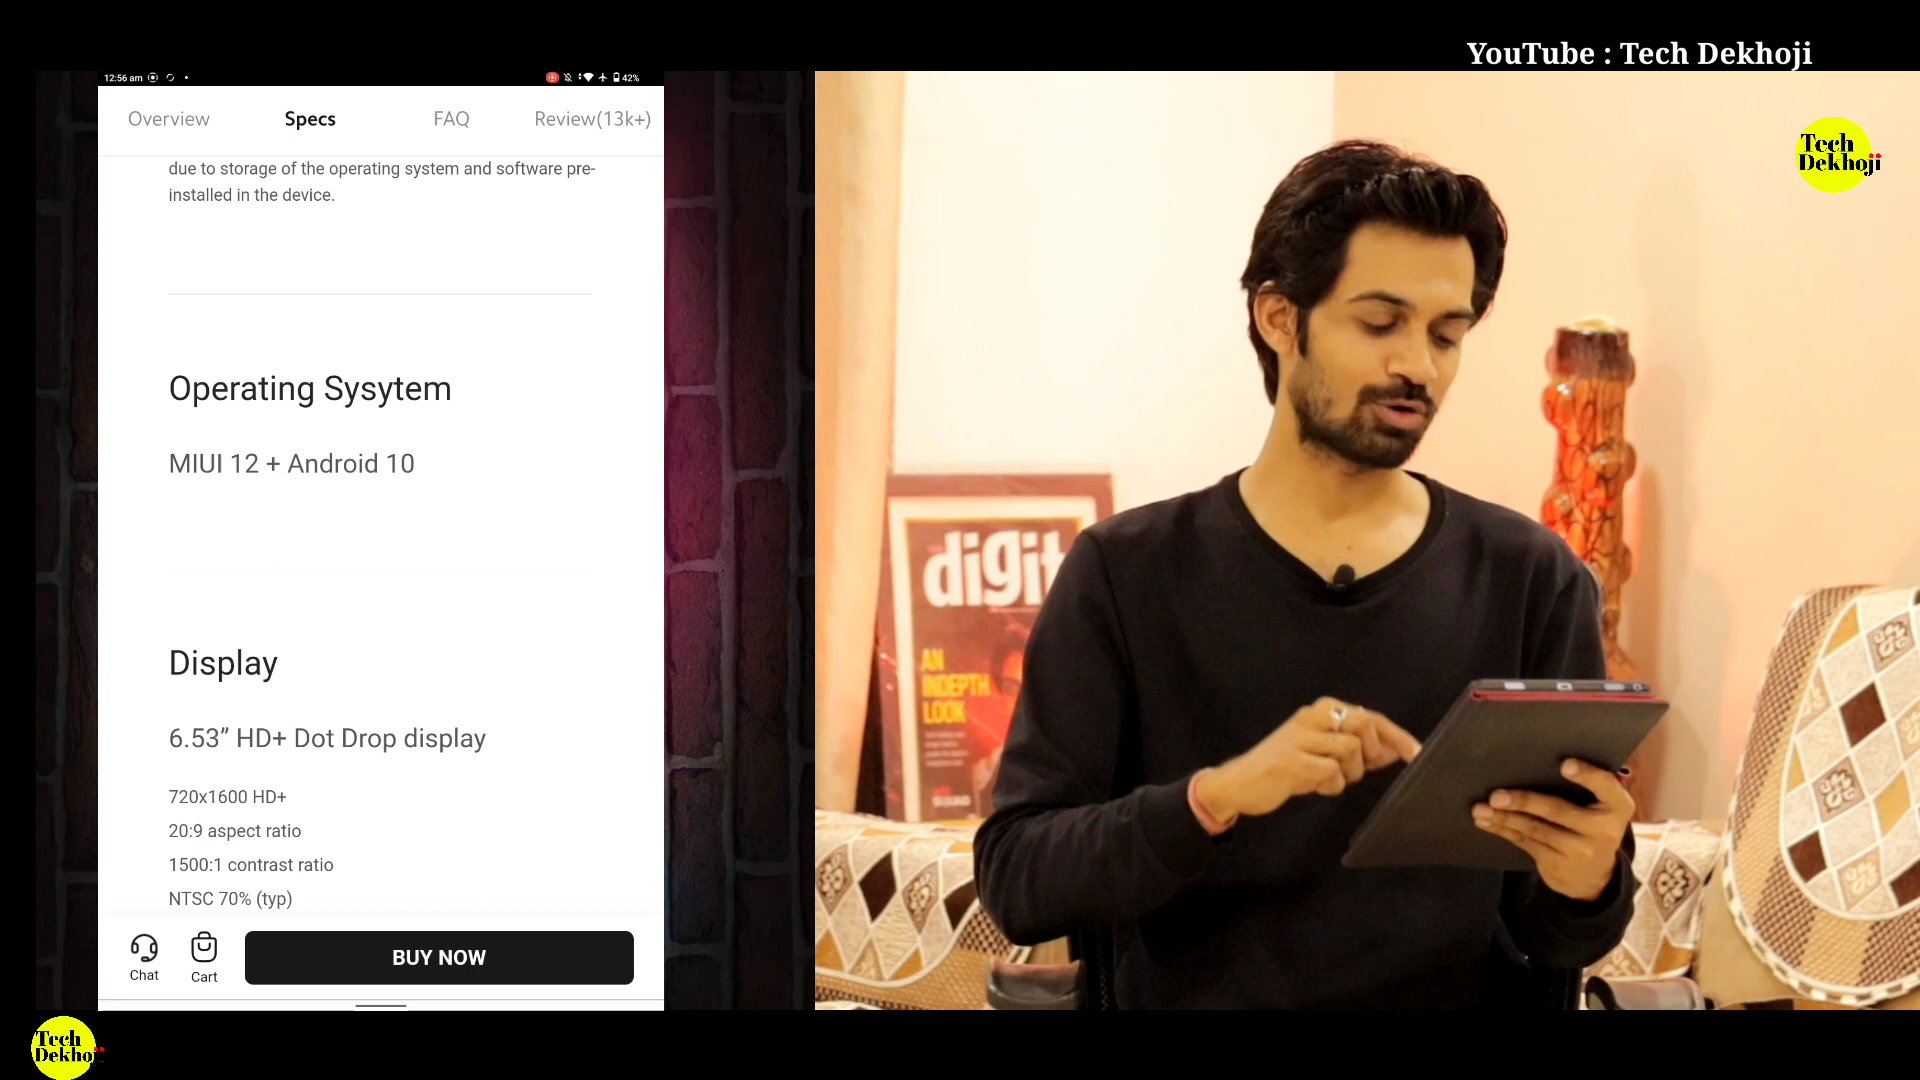 YouTube : Tech Dekhoji
12:56 am
42%
Overview
Specs
FAQ
Review(13k+)
due to storage of the operating system and software pre-
installed in the device.
Operating Sysytem
MIUI 12 + Android 10
Display
6.53” HD+ Dot Drop display
720x1600 HD+
20:9 aspect ratio
1500:1 contrast ratio
NTSC 70% (typ)
Chat
Cart
BUY NOW
Tech
Dekhoji
digit
AN
INDEPTH
LOOK
Tech
Dekhoji